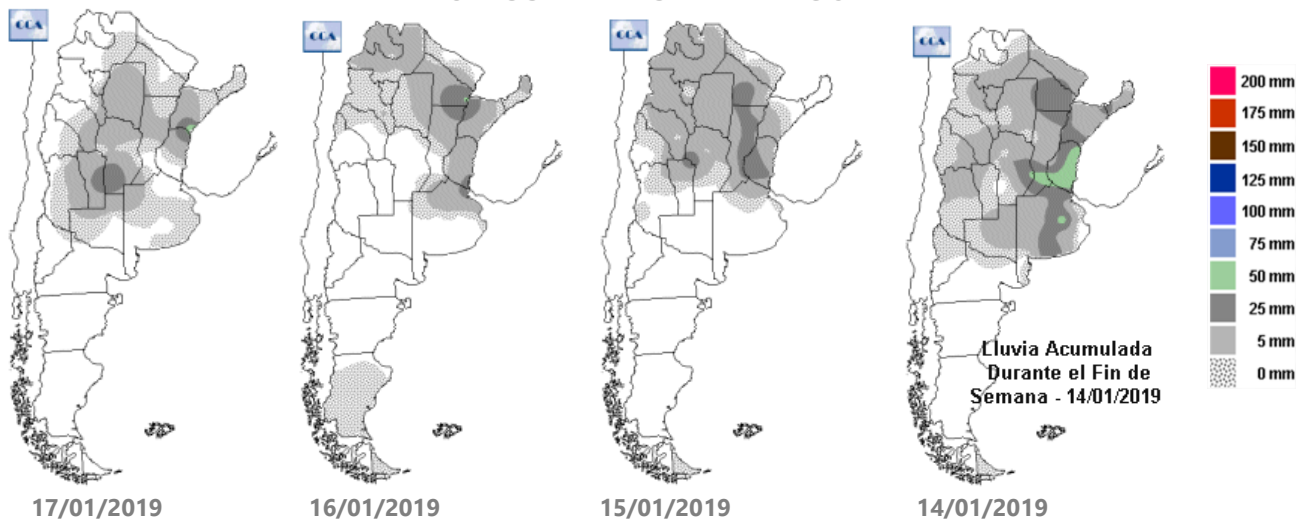 CCA
CCA
CCA
CCA
200 mm
175 mm
150 mm
125 mm
100 mm
75 mm
50 mm
25 mm
5 mm
0 mm
Lluvia Acumulada
Durante el Fin de
Semana - 14/01/2019
17/01/2019
16/01/2019
15/01/2019
14/01/2019